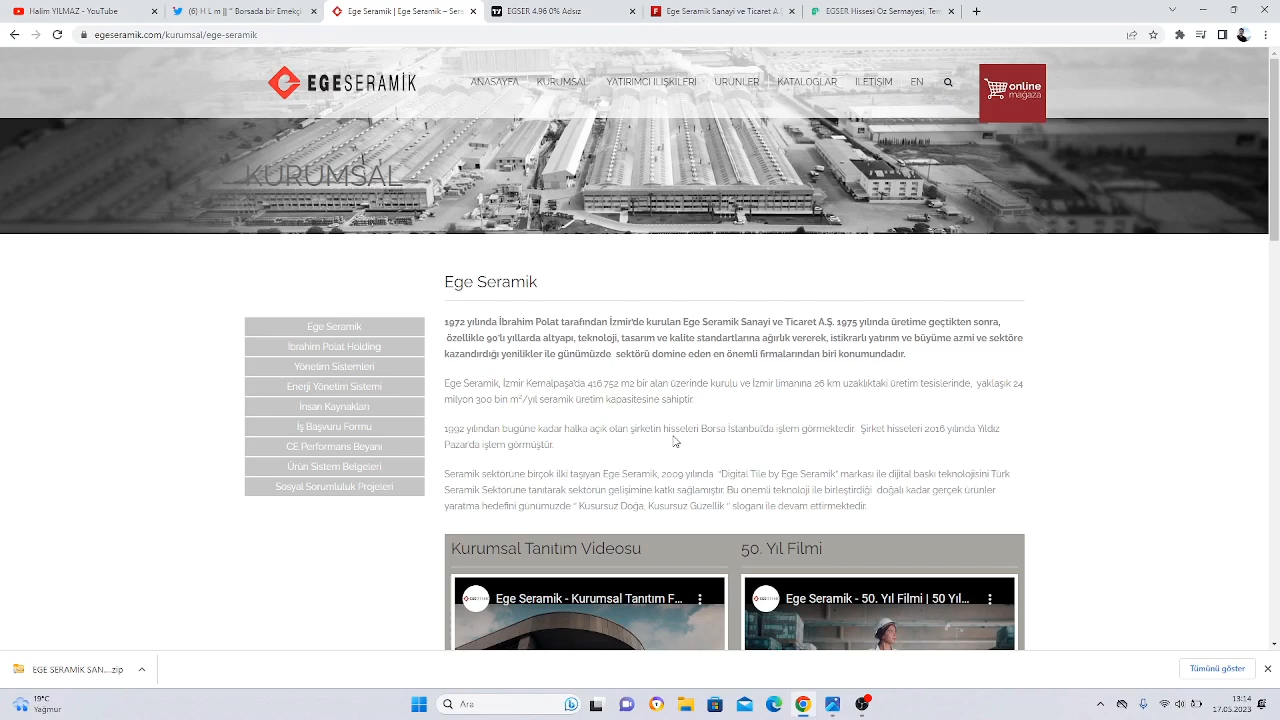 Halim YILMAZ - YouTube
(6) H L m || " Borsada bir Emekçi
Ege Seramik | Ege Seramik – Sera
EGSER 4.96 0.80% Adsız
Ege Seramik Sanayi ve Ticaret A
EGSER Hisse Sermayesi, Tem
egeseramik.com/kurumsal/ege-seramik
EGESERAMİK
ANASAYFA KURUMSAL YATIRIMCI İLİŞKİLERİ ÜRÜNLER KATALOGLAR İLETİŞİM EN
online
mağaza
KURUMSAL
Ege Seramik
Ege Seramik
İbrahim Polat Holding
Yönetim Sistemleri
Enerji Yönetim Sistemi
İnsan Kaynakları
İş Başvuru Formu
CE Performans Beyanı
Ürün Sistem Belgeleri
Sosyal Sorumluluk Projeleri
1972 yılında İbrahim Polat tarafından İzmir'de kurulan Ege Seramik Sanayi ve Ticaret A.Ş. 1975 yılında üretime geçtikten sonra,
özellikle 90'lı yıllarda altyapı, teknoloji, tasarım ve kalite standartlarına ağırlık vererek, istikrarlı yatırım ve büyüme azmi ve sektöre
kazandırdığı yenilikler ile günümüzde sektörü domine eden en önemli firmalarından biri konumundadır.
Ege Seramik, İzmir Kemalpaşa'da 416.752 m2 bir alan üzerinde kurulu ve İzmir limanına 26 km uzaklıktaki üretim tesislerinde, yaklaşık 24
milyon 300 bin m²/yıl seramik üretim kapasitesine sahiptir.
1992 yılından bugüne kadar halka açık olan şirketin hisseleri Borsa İstanbul'da işlem görmektedir. Şirket hisseleri 2016 yılında Yıldız
Pazar'da işlem görmüştür.
Seramik sektörüne birçok ilki taşıyan Ege Seramik, 2009 yılında "Digital Tile by Ege Seramik" markası ile dijital baskı teknolojisini Türk
Seramik Sektörüne tanıtarak sektörün gelişimine katkı sağlamıştır. Bu önemli teknoloji ile birleştirdiği doğalı kadar gerçek ürünler
yaratma hedefini günümüzde " Kusursuz Doğa, Kusursuz Güzellik " sloganı ile devam ettirmektedir.
Kurumsal Tanıtım Videosu
50. Yıl Filmi
Ege Seramik - Kurumsal Tanıtım F...
Ege Seramik - 50. Yıl Filmi | 50 Yıl...
EGE SERAMİK SAN....zip
Tümünü göster
19°C
Yağmur
Ara
13:14
17.05.2023